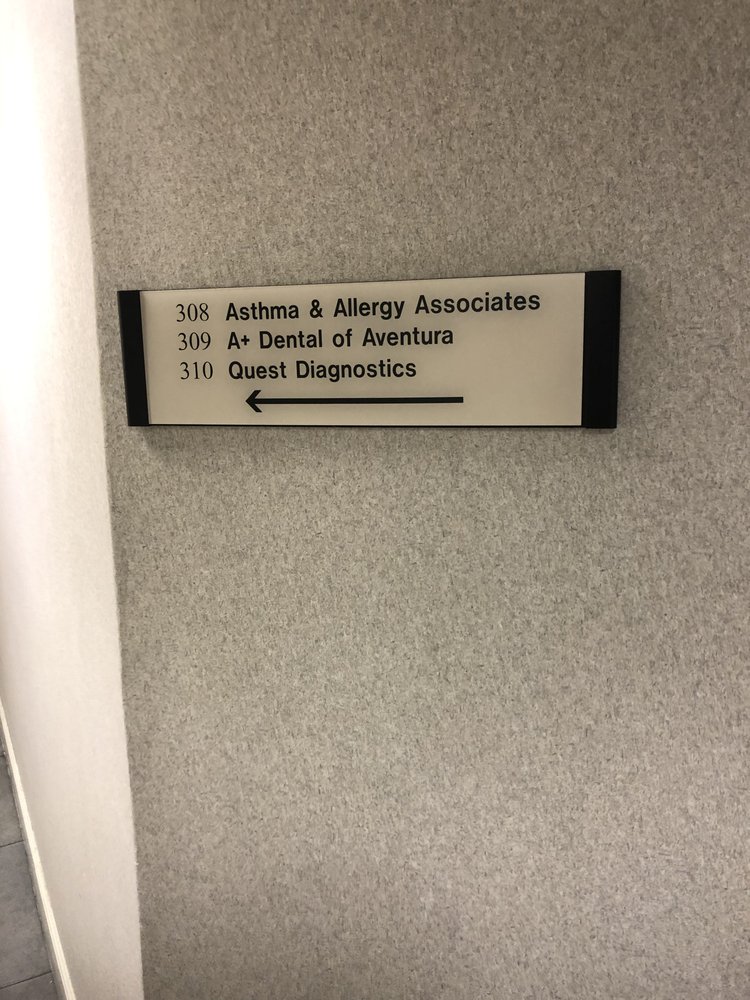 308 Asthma & Allergy Associates
309 A+ Dental of Aventura
310 Quest Diagnostics